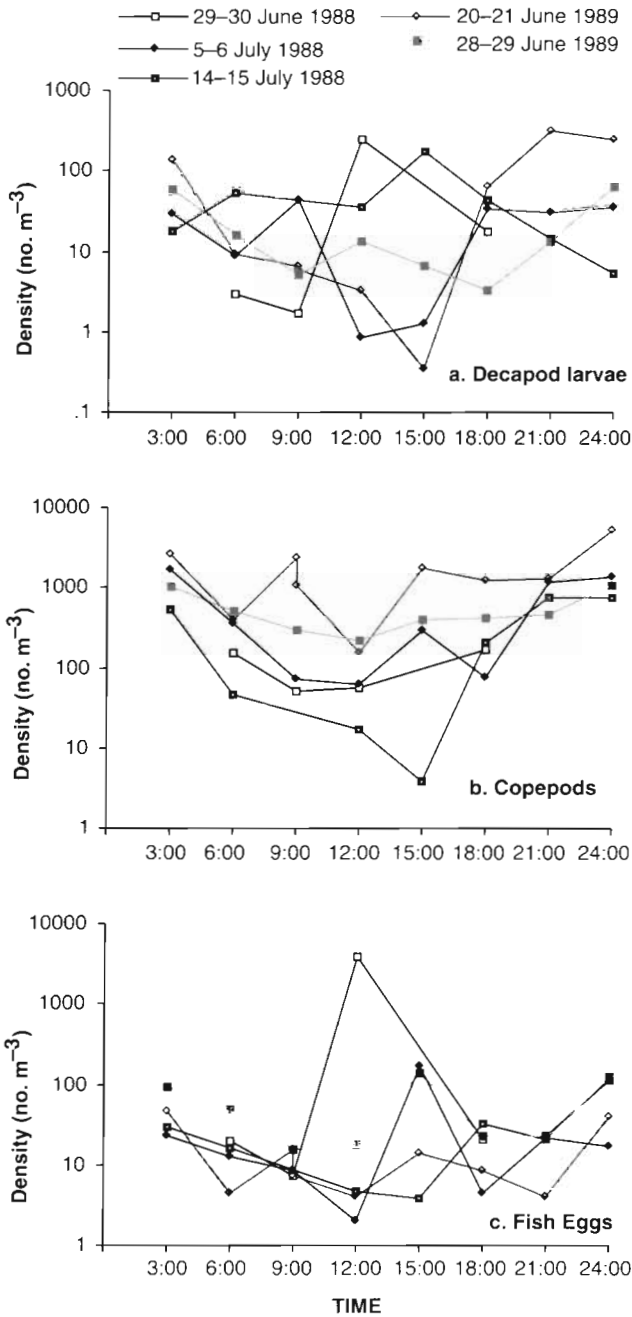 29–30 June 1988
20–21 June 1989
5–6 July 1988
28–29 June 1989
14–15 July 1988
1000
100
10
1
.1
Density (no. m⁻³)
a. Decapod larvae
3:00 6:00 9:00 12:00 15:00 18:00 21:00 24:00
10000
1000
100
10
1
Density (no. m⁻³)
b. Copepods
3:00 6:00 9:00 12:00 15:00 18:00 21:00 24:00
10000
1000
100
10
1
Density (no. m⁻³)
c. Fish Eggs
3:00 6:00 9:00 12:00 15:00 18:00 21:00 24:00
TIME